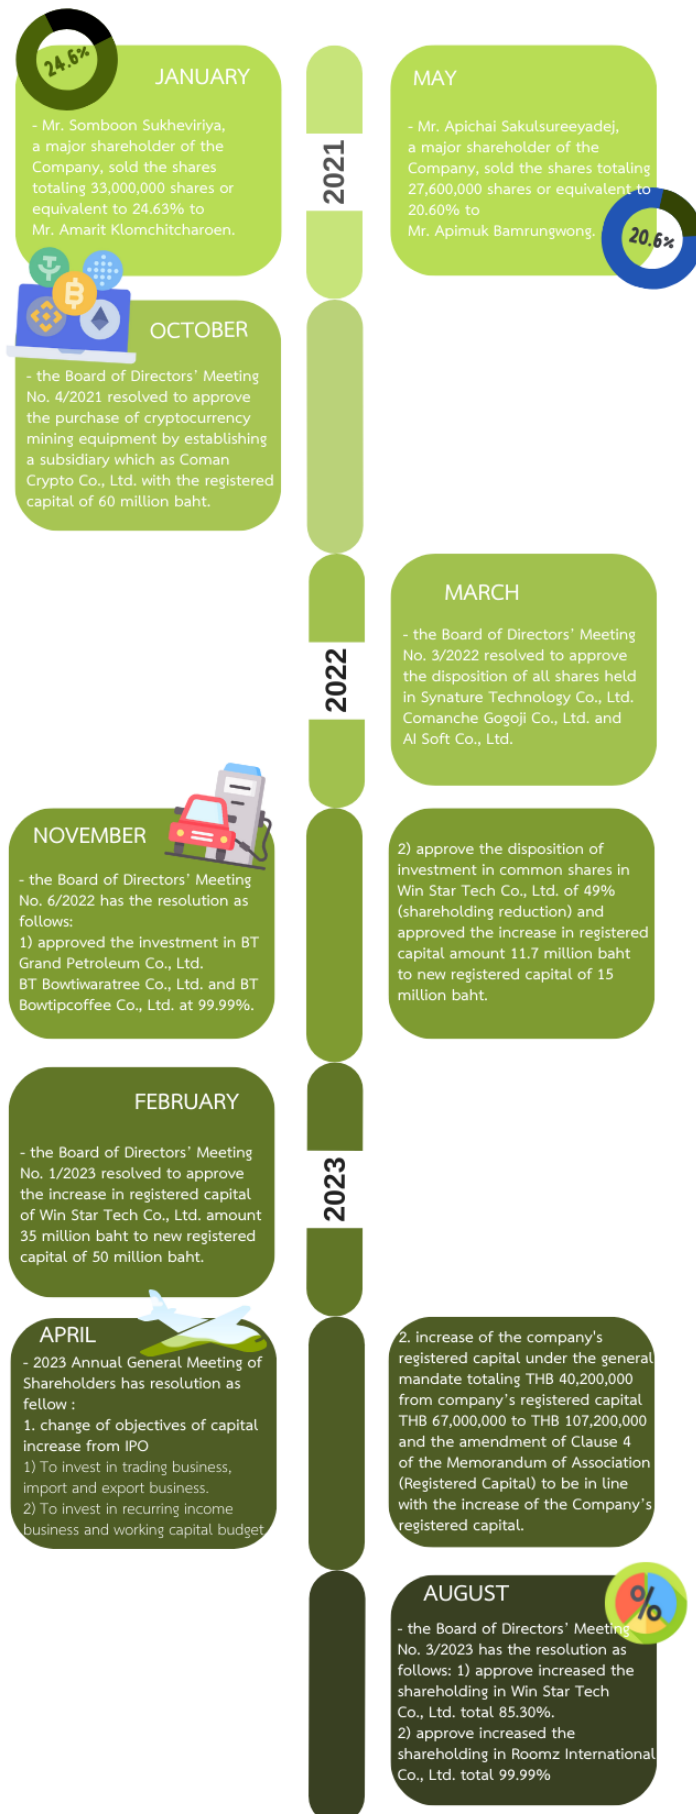 24.6%
JANUARY
- Mr. Somboon Sukheviriya,
a major shareholder of the
Company, sold the shares
totaling 33,000,000 shares or
equivalent to 24.63% to
Mr. Amarit Klomchitcharoen.
2021
MAY
- Mr. Apichai Sakulsureeyadej,
a major shareholder of the
Company, sold the shares totaling
27,600,000 shares or equivalent to
20.60% to
Mr. Apimuk Bamrungwong.
20.6%
OCTOBER
- the Board of Directors' Meeting
No. 4/2021 resolved to approve
the purchase of cryptocurrency
mining equipment by establishing
a subsidiary which as Coman
Crypto Co., Ltd. with the registered
capital of 60 million baht.
2022
MARCH
- the Board of Directors' Meeting
No. 3/2022 resolved to approve
the disposition of all shares held
in Synature Technology Co., Ltd.
Comanche Gogoji Co., Ltd. and
AI Soft Co., Ltd.
NOVEMBER
- the Board of Directors' Meeting
No. 6/2022 has the resolution as
follows:
1) approved the investment in BT
Grand Petroleum Co., Ltd.
BT Bowtiwaratree Co., Ltd. and BT
Bowtipcoffee Co., Ltd. at 99.99%.
2) approve the disposition of
investment in common shares in
Win Star Tech Co., Ltd. of 49%
(shareholding reduction) and
approved the increase in registered
capital amount 11.7 million baht
to new registered capital of 15
million baht.
FEBRUARY
- the Board of Directors' Meeting
No. 1/2023 resolved to approve
the increase in registered capital
of Win Star Tech Co., Ltd. amount
35 million baht to new registered
capital of 50 million baht.
2023
APRIL
- 2023 Annual General Meeting of
Shareholders has resolution as
fellow :
1. change of objectives of capital
increase from IPO
1) To invest in trading business,
import and export business.
2) To invest in recurring income
business and working capital budget
2. increase of the company's
registered capital under the general
mandate totaling THB 40,200,000
from company's registered capital
THB 67,000,000 to THB 107,200,000
and the amendment of Clause 4
of the Memorandum of Association
(Registered Capital) to be in line
with the increase of the Company's
registered capital.
AUGUST
%
- the Board of Directors' Meeting
No. 3/2023 has the resolution as
follows: 1) approve increased the
shareholding in Win Star Tech
Co., Ltd. total 85.30%.
2) approve increased the
shareholding in Roomz International
Co., Ltd. total 99.99%